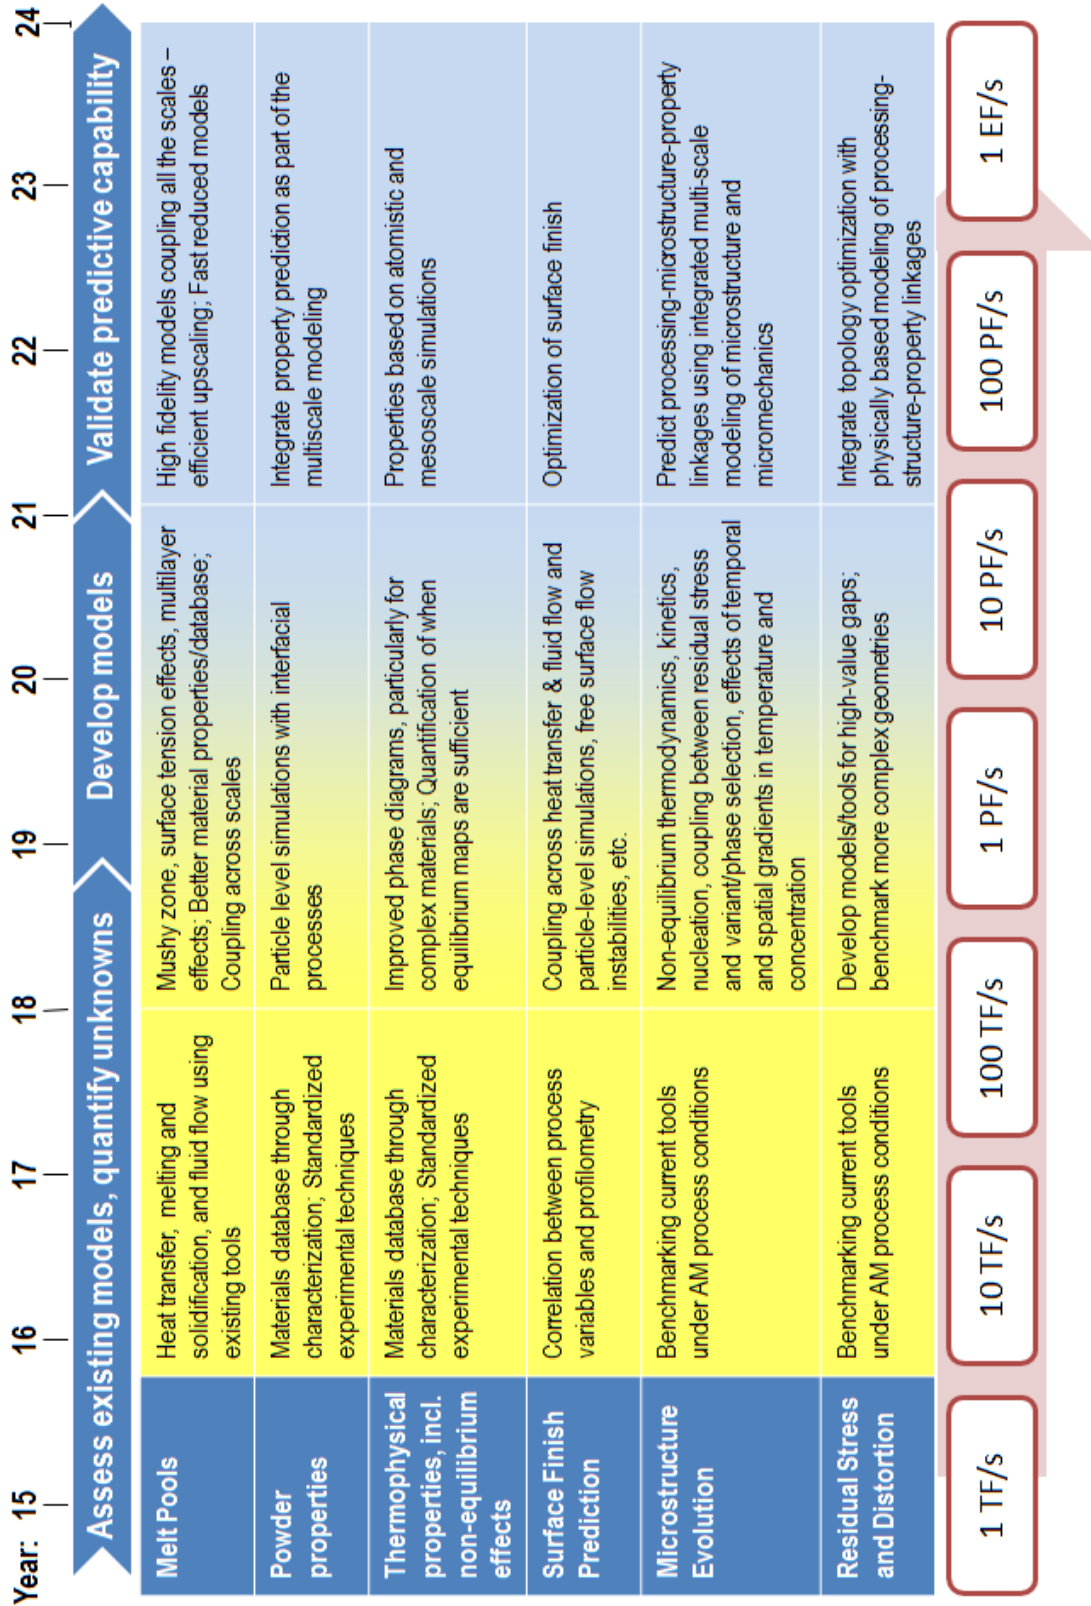 Year: 15 16 17 18 19 20 21 22 23 24
Assess existing models, quantify unknowns
Develop models
Validate predictive capability
Melt Pools
Heat transfer, melting and
solidification, and fluid flow using
existing tools
Mushy zone, surface tension effects, multilayer
effects; Better material properties/database;
Coupling across scales
High fidelity models coupling all the scales –
efficient upscaling; Fast reduced models
Powder
properties
Materials database through
characterization; Standardized
experimental techniques
Particle level simulations with interfacial
processes
Integrate property prediction as part of the
multiscale modeling
Thermophysical
properties, incl.
non-equilibrium
effects
Materials database through
characterization; Standardized
experimental techniques
Improved phase diagrams, particularly for
complex materials; Quantification of when
equilibrium maps are sufficient
Properties based on atomistic and
mesoscale simulations
Surface Finish
Prediction
Correlation between process
variables and profilometry
Coupling across heat transfer & fluid flow and
particle-level simulations, free surface flow
instabilities, etc.
Optimization of surface finish
Microstructure
Evolution
Benchmarking current tools
under AM process conditions
Non-equilibrium thermodynamics, kinetics,
nucleation, coupling between residual stress
and variant/phase selection, effects of temporal
and spatial gradients in temperature and
concentration
Predict processing-microstructure-property
linkages using integrated multi-scale
modeling of microstructure and
micromechanics
Residual Stress
and Distortion
Benchmarking current tools
under AM process conditions
Develop models/tools for high-value gaps;
benchmark more complex geometries
Integrate topology optimization with
physically based modeling of processing-
structure-property linkages
1 TF/s
10 TF/s
100 TF/s
1 PF/s
10 PF/s
100 PF/s
1 EF/s